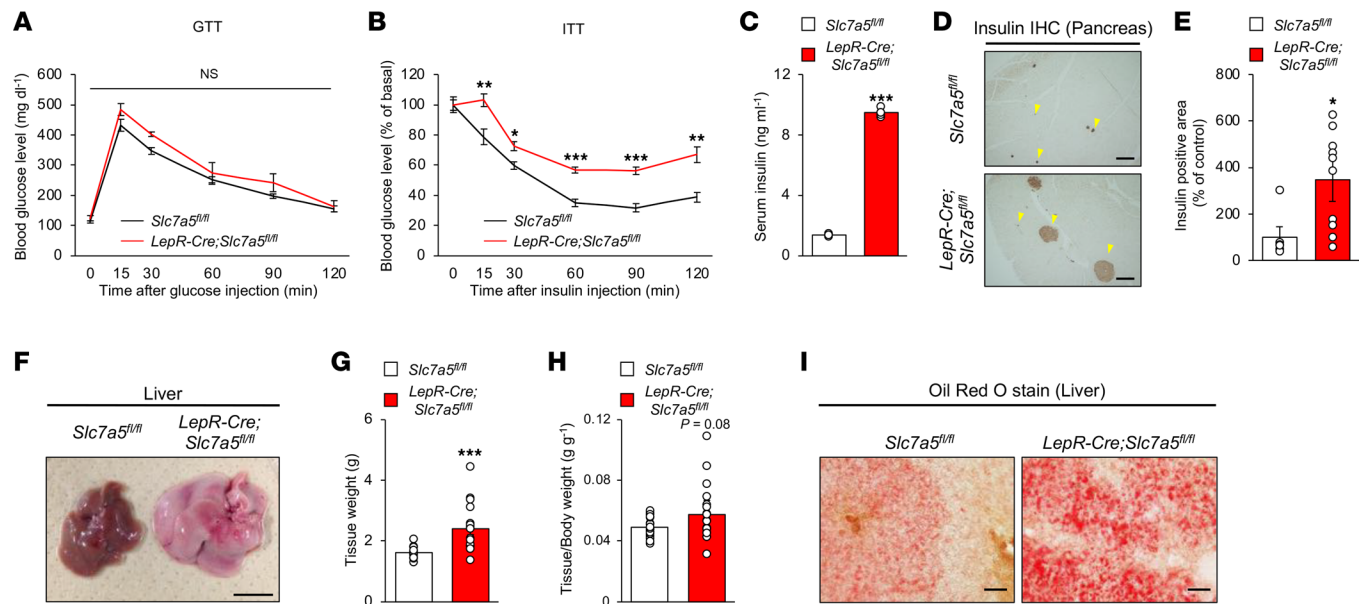 A
GTT
NS
Blood glucose level (mg dl-1)
600
500
400
300
200
100
0
Slc7a5fl/fl
LepR-Cre;Slc7a5fl/fl
0 15 30 60 90 120
Time after glucose injection (min)
B
ITT
Blood glucose level (% of basal)
120
100
80
60
40
20
0
** * *** *** **
Slc7a5fl/fl
LepR-Cre;Slc7a5fl/fl
0 15 30 60 90 120
Time after insulin injection (min)
C
Slc7a5fl/fl
LepR-Cre;
Slc7a5fl/fl
Serum insulin (ng ml-1)
12
8
4
0
***
D
Insulin IHC (Pancreas)
Slc7a5fl/fl
LepR-Cre;
Slc7a5fl/fl
E
Slc7a5fl/fl
LepR-Cre;
Slc7a5fl/fl
Insulin positive area
(% of control)
800
600
400
200
0
*
F
Liver
Slc7a5fl/fl
LepR-Cre;
Slc7a5fl/fl
G
Slc7a5fl/fl
LepR-Cre;
Slc7a5fl/fl
Tissue weight (g)
6
4
2
0
***
H
Slc7a5fl/fl
LepR-Cre;
Slc7a5fl/fl
P = 0.08
Tissue/Body weight (g g-1)
0.12
0.08
0.04
0
I
Oil Red O stain (Liver)
Slc7a5fl/fl
LepR-Cre;Slc7a5fl/fl